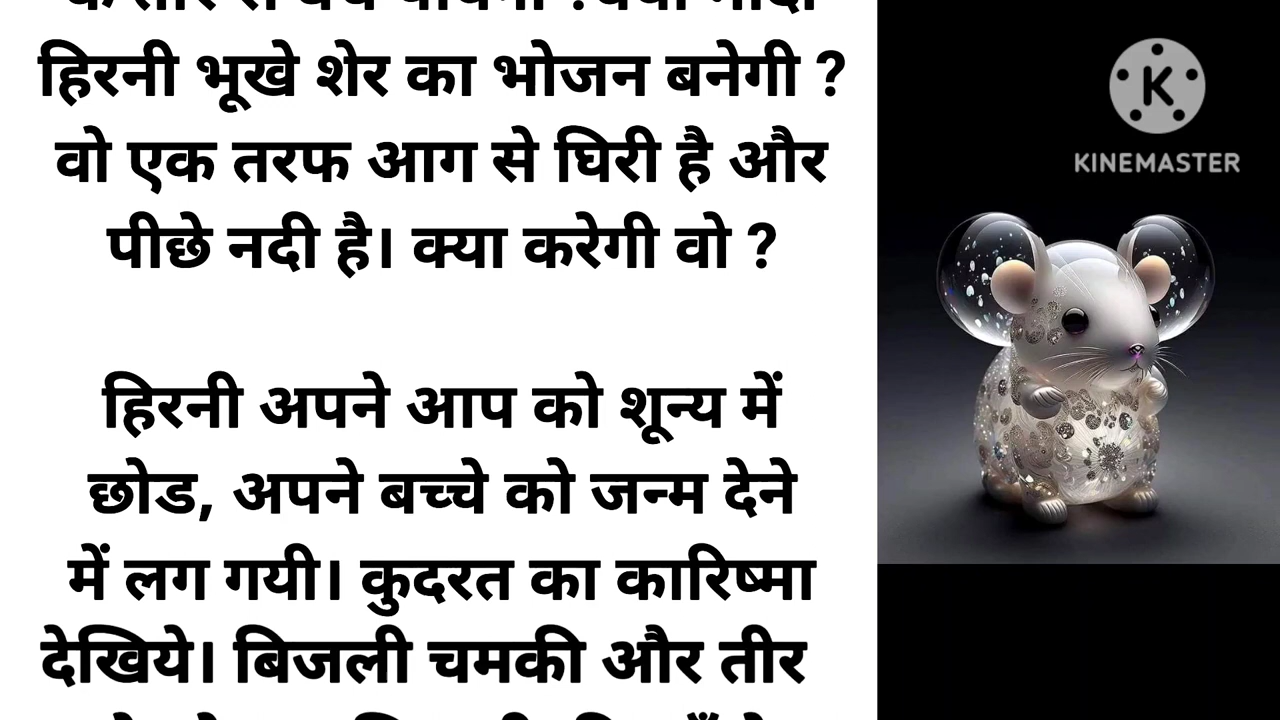 हिरनी भूखे शेर का भोजन बनेगी ?
वो एक तरफ आग से घिरी है और
पीछे नदी है। क्या करेगी वो ?
हिरनी अपने आप को शून्य में
छोड, अपने बच्चे को जन्म देने
में लग गयी। कुदरत का कारिष्मा
देखिये। बिजली चमकी और तीर
K
KINEMASTER